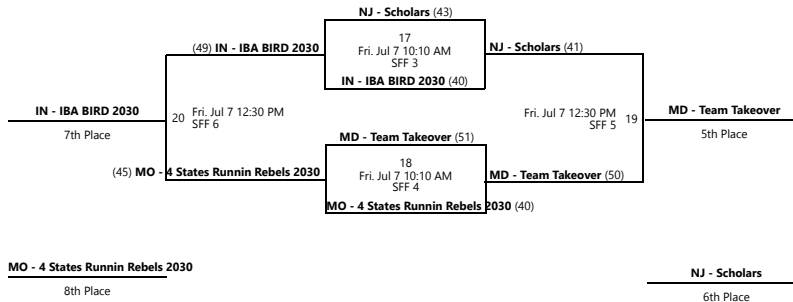 NJ - Scholars (43)
17
Fri. Jul 7 10:10 AM
SFF 3
IN - IBA BIRD 2030 (40)
(49) IN - IBA BIRD 2030
NJ - Scholars (41)
IN - IBA BIRD 2030
7th Place
20 Fri. Jul 7 12:30 PM
SFF 6
Fri. Jul 7 12:30 PM 19
SFF 5
MD - Team Takeover
5th Place
MD - Team Takeover (51)
18
Fri. Jul 7 10:10 AM
SFF 4
MO - 4 States Runnin Rebels 2030 (40)
(45) MO - 4 States Runnin Rebels 2030
MD - Team Takeover (50)
MO - 4 States Runnin Rebels 2030
8th Place
NJ - Scholars
6th Place